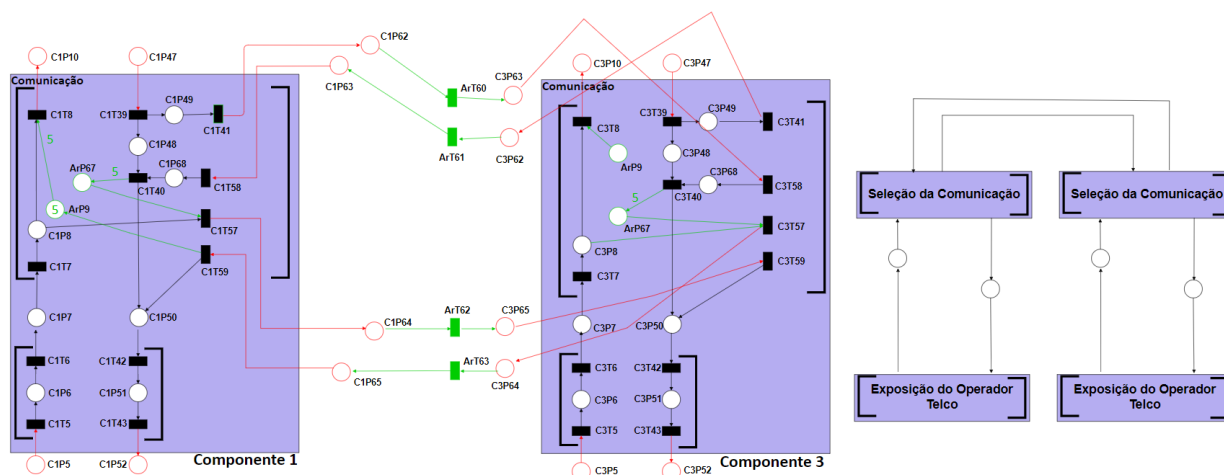 C1P10
C1P47
Comunicação
C1T8
C1T39
C1P49
C1T41
C1P48
5
ArP67
5
C1P68
C1T40
C1T58
5
ArP9
C1P8
C1T57
C1T7
C1T59
C1P7
C1P50
C1T6
C1T42
C1P6
C1P51
C1T5
C1T43
C1P5
C1P52
Componente 1
C1P62
C1P63
ArT60
C3P63
ArT61
C3P62
C1P64
ArT62
C3P65
C1P65
ArT63
C3P64
C3P10
C3P47
Comunicação
C3T8
C3T39
C3P49
C3T41
ArP9
C3P48
C3P68
C3T40
C3T58
5
ArP67
C3T57
C3P8
C3T59
C3T7
C3P7
C3P50
C3T6
C3T42
C3P6
C3P51
C3T5
C3T43
C3P5
C3P52
Componente 3
Seleção da Comunicação
Seleção da Comunicação
Exposição do Operador
Telco
Exposição do Operador
Telco